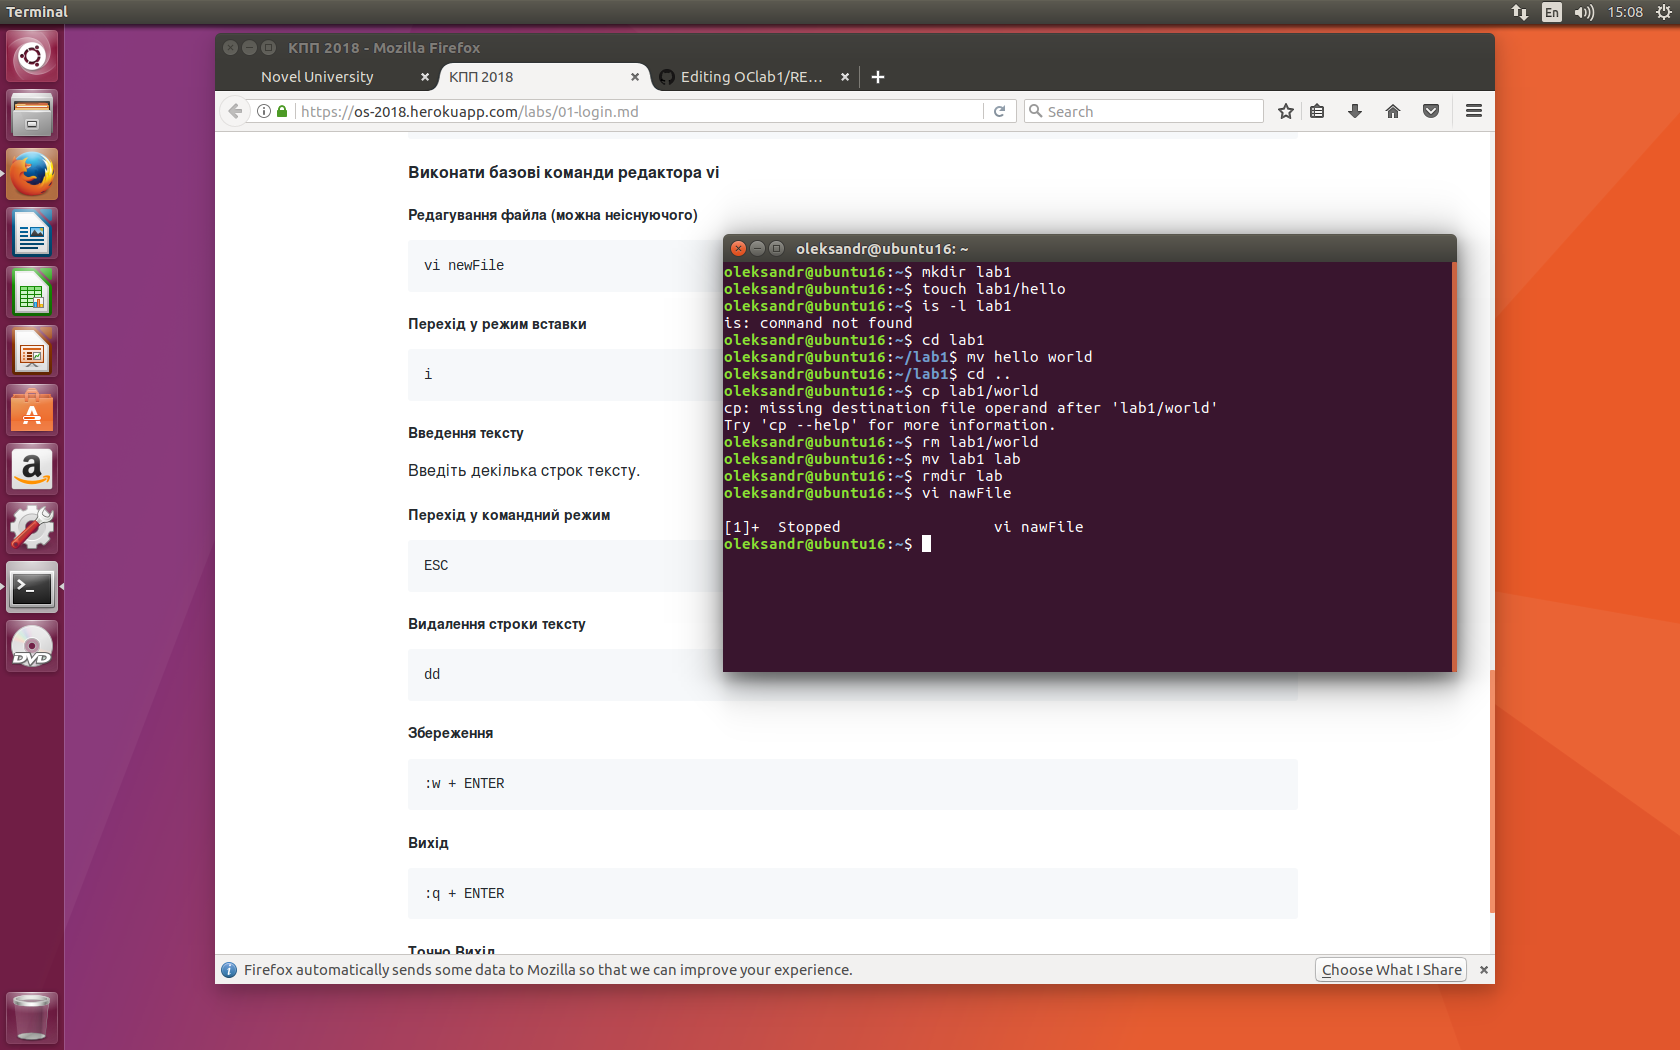 Terminal
En
15:08
КПП 2018 - Mozilla Firefox
Novel University
КПП 2018
Editing OClab1/RE...
https://os-2018.herokuapp.com/labs/01-login.md
Search
Виконати базові команди редактора vi
Редагування файла (можна неіснуючого)
vi newFile
Перехід у режим вставки
i
Введення тексту
Введіть декілька строк тексту.
Перехід у командний режим
ESC
Видалення строки тексту
dd
Збереження
:w + ENTER
Вихід
:q + ENTER
Точно Вихід
oleksandr@ubuntu16: ~
oleksandr@ubuntu16:~$ mkdir lab1
oleksandr@ubuntu16:~$ touch lab1/hello
oleksandr@ubuntu16:~$ is -l lab1
is: command not found
oleksandr@ubuntu16:~$ cd lab1
oleksandr@ubuntu16:~/lab1$ mv hello world
oleksandr@ubuntu16:~/lab1$ cd ..
oleksandr@ubuntu16:~$ cp lab1/world
cp: missing destination file operand after 'lab1/world'
Try 'cp --help' for more information.
oleksandr@ubuntu16:~$ rm lab1/world
oleksandr@ubuntu16:~$ mv lab1 lab
oleksandr@ubuntu16:~$ rmdir lab
oleksandr@ubuntu16:~$ vi nawFile
[1]+  Stopped                 vi nawFile
oleksandr@ubuntu16:~$
Firefox automatically sends some data to Mozilla so that we can improve your experience.
Choose What I Share
a
DVD